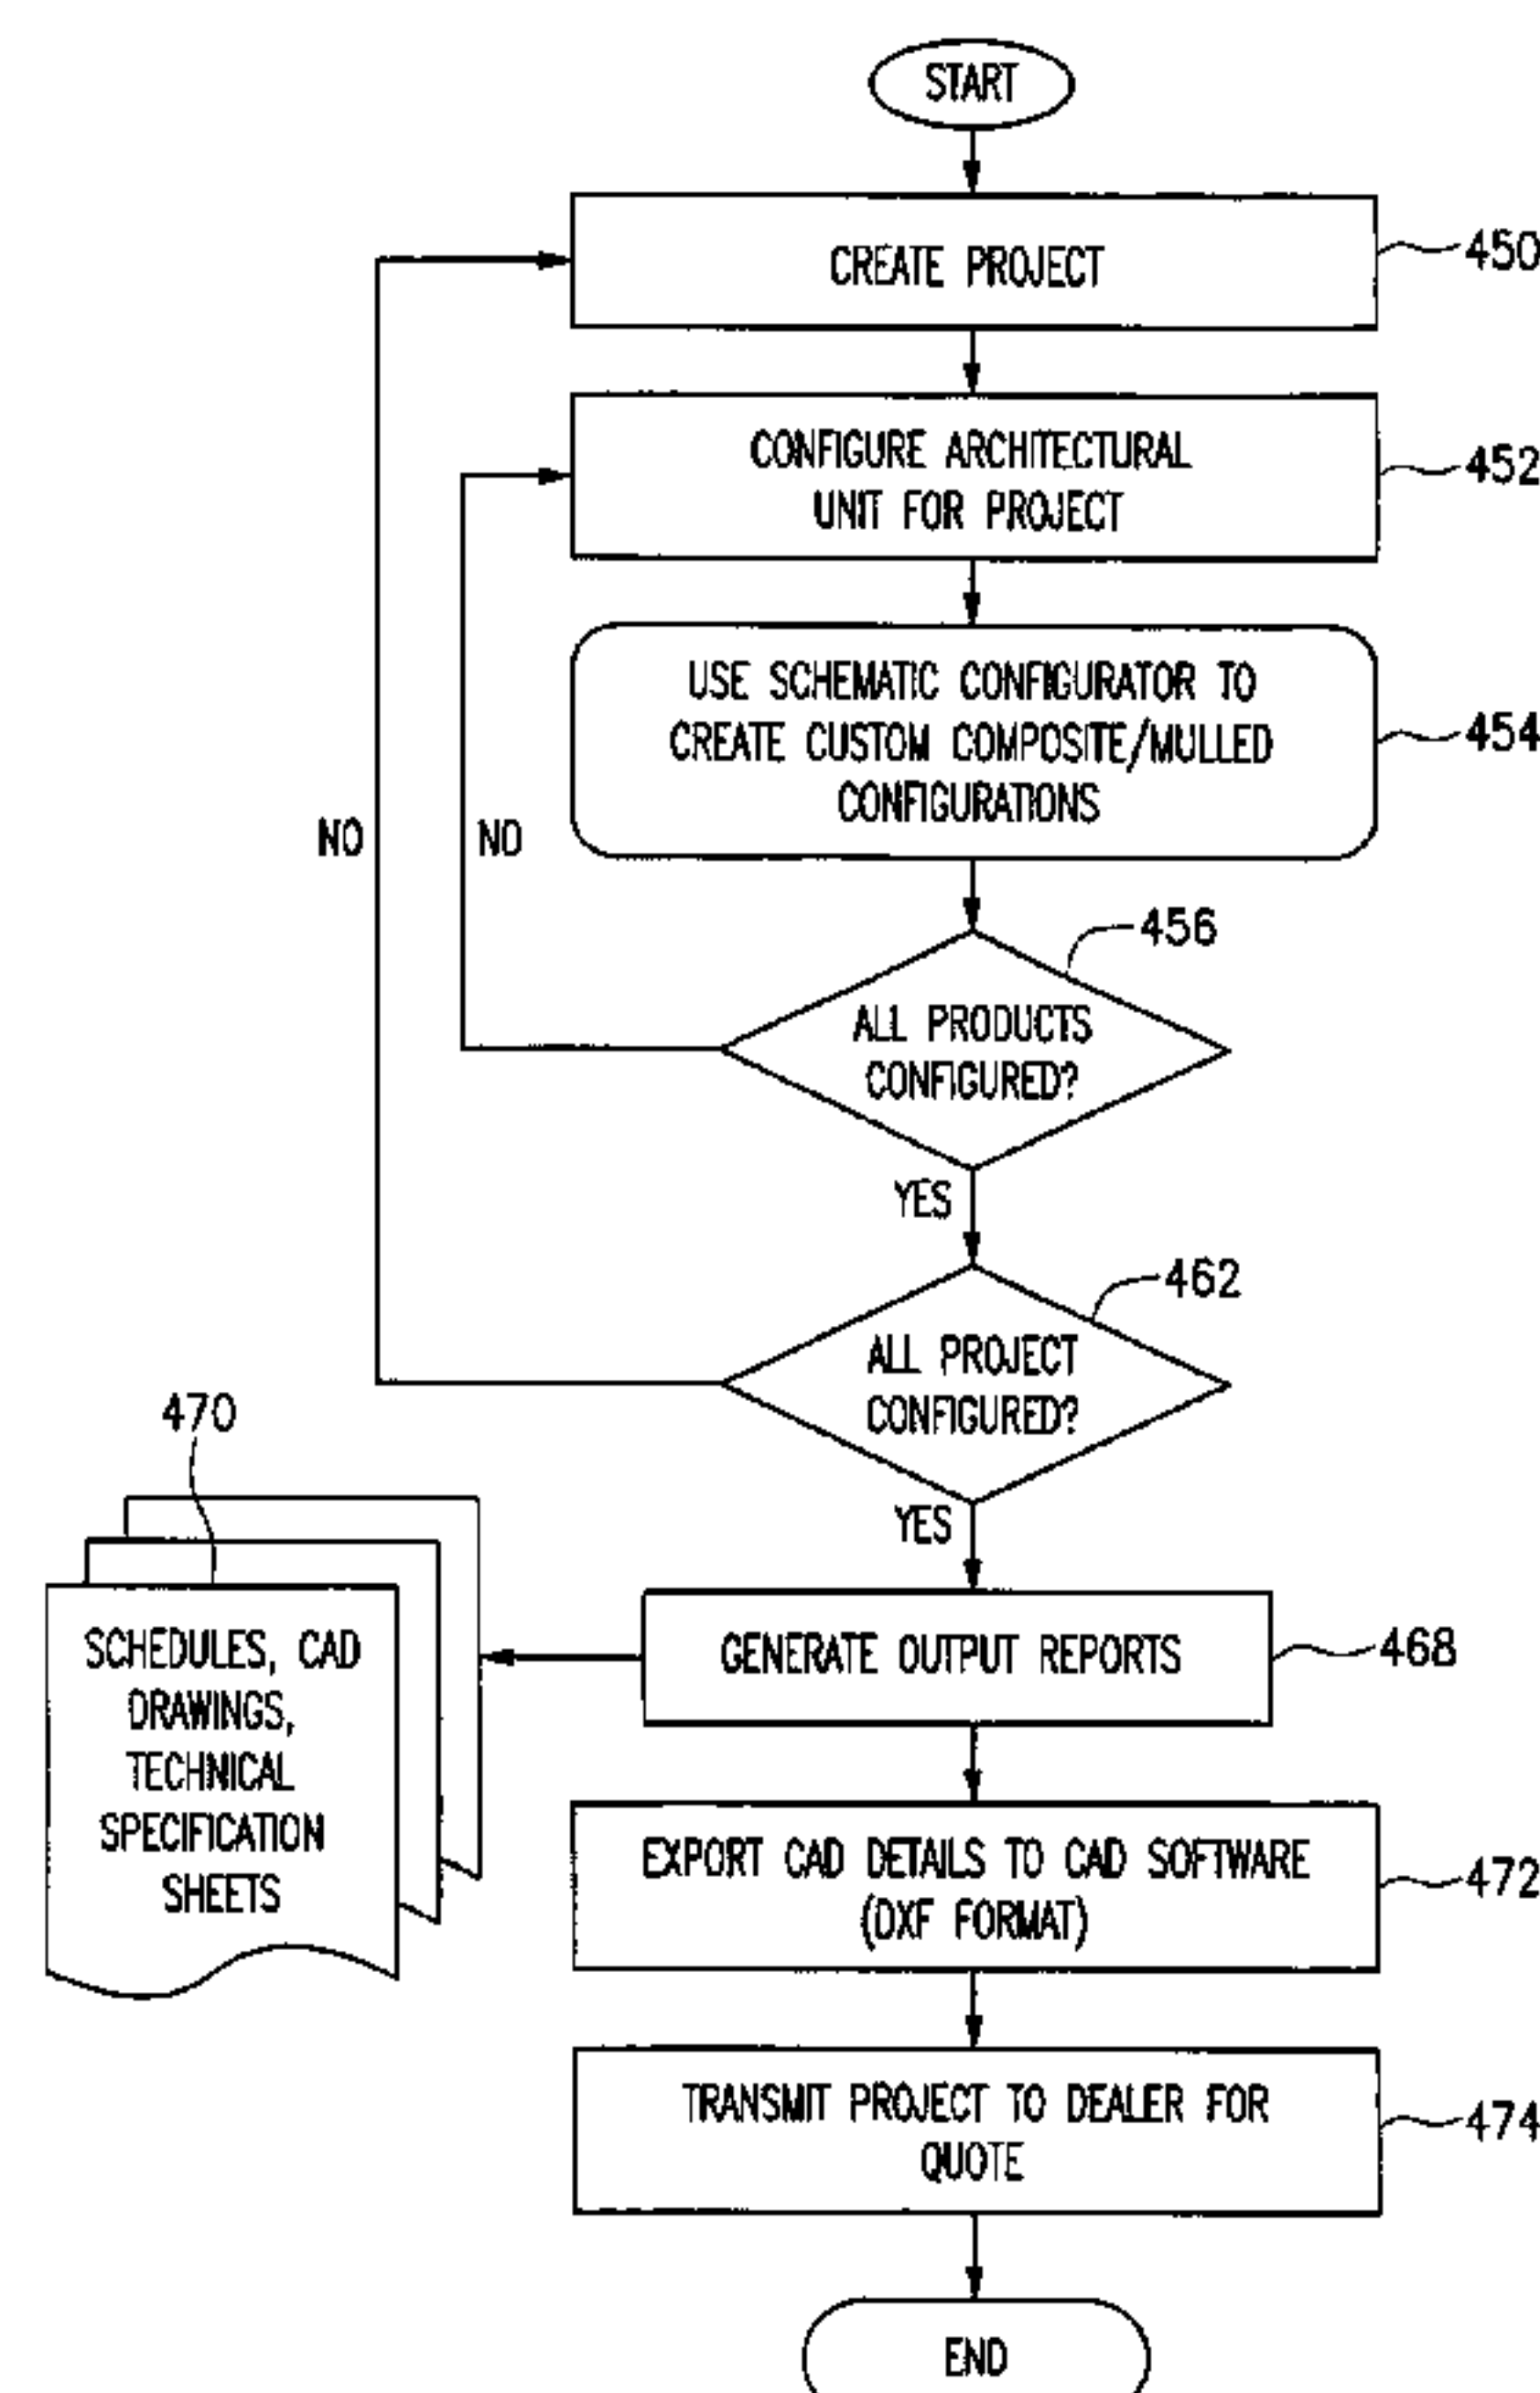 START
CREATE PROJECT
450
CONFIGURE ARCHITECTURAL
UNIT FOR PROJECT
452
USE SCHEMATIC CONFIGURATOR TO
CREATE CUSTOM COMPOSITE/MULLED
CONFIGURATIONS
454
NO
NO
456
ALL PRODUCTS
CONFIGURED?
YES
462
ALL PROJECT
CONFIGURED?
YES
470
SCHEDULES, CAD
DRAWINGS,
TECHNICAL
SPECIFICATION
SHEETS
GENERATE OUTPUT REPORTS
468
EXPORT CAD DETAILS TO CAD SOFTWARE
(DXF FORMAT)
472
TRANSMIT PROJECT TO DEALER FOR
QUOTE
474
END